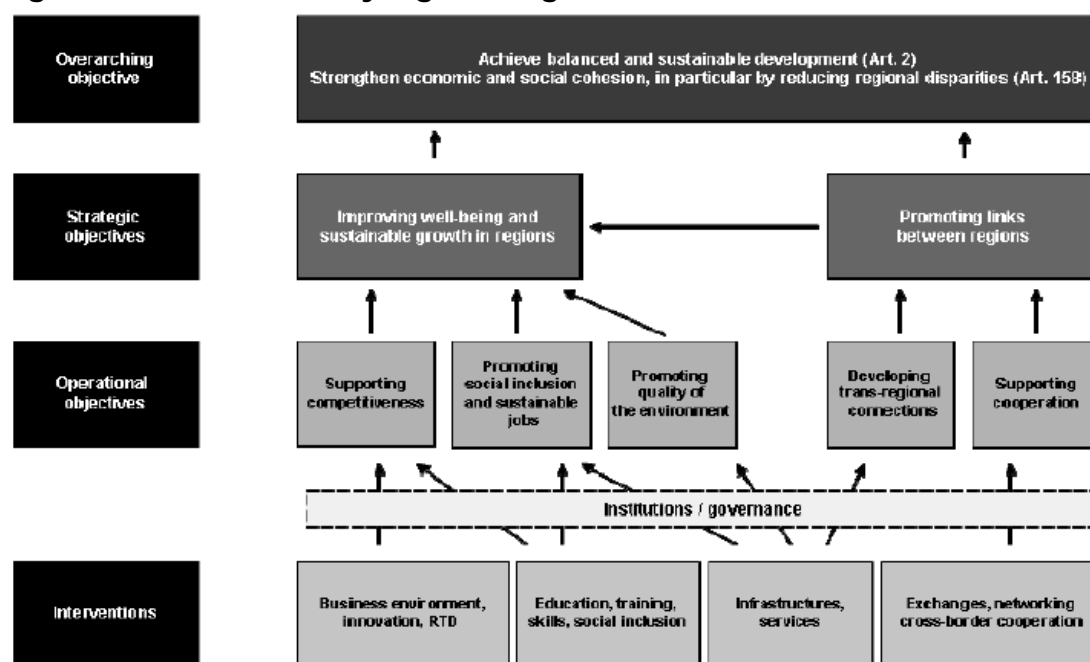 Overarching
objective
Achieve balanced and sustainable development (Art. 2)
Strengthen economic and social cohesion, in particular by reducing regional disparities (Art. 158)
Strategic
objectives
Improving well-being and
sustainable growth in regions
Promoting links
between regions
Operational
objectives
Supporting
competitiveness
Promoting
social inclusion
and sustainable
jobs
Promoting
quality of
the environment
Developing
trans-regional
connections
Supporting
cooperation
Institutions / governance
Interventions
Business environment,
innovation, RTD
Education, training,
skills, social inclusion
Infrastructures,
services
Exchanges, networking
cross-border cooperation